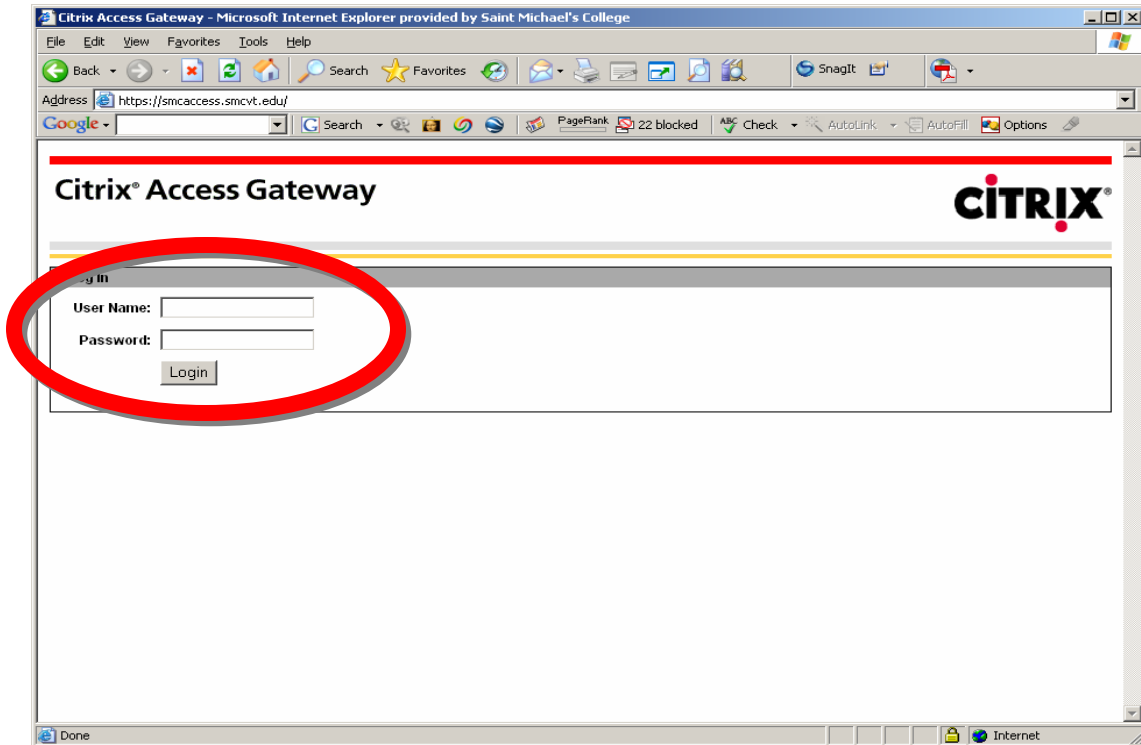 Citrix Access Gateway - Microsoft Internet Explorer provided by Saint Michael's College
File Edit View Favorites Tools Help
Back Search Favorites SnagIt
Address https://smcaccess.smcvt.edu/
Google Search PageRank 22 blocked ABC Check AutoLink AutoFill Options
Citrix® Access Gateway
CITRIX®
User Name:
Password:
Login
Done Internet